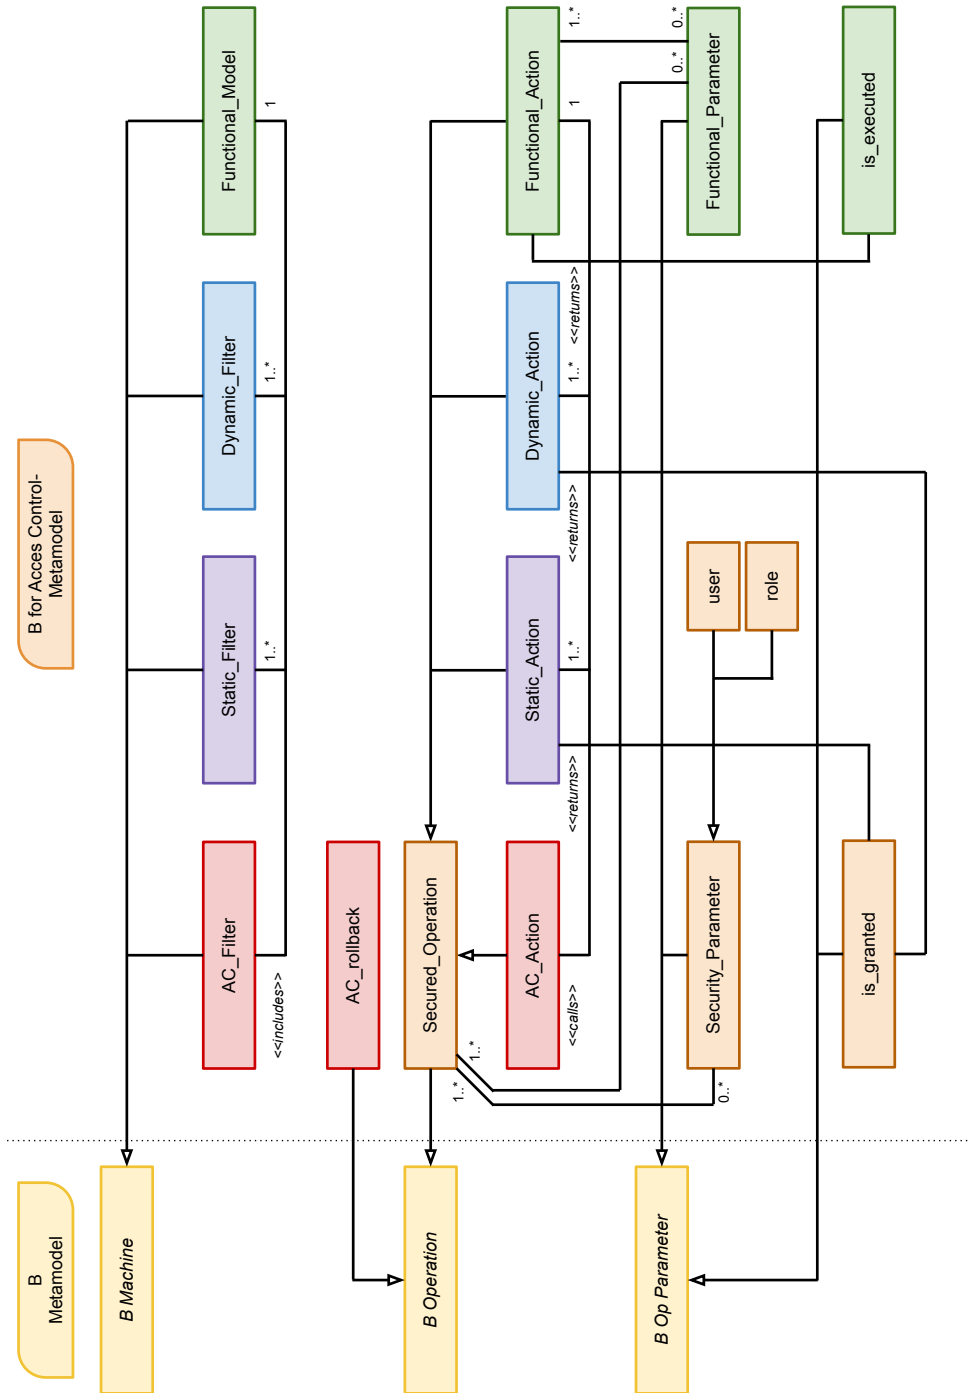 B
Metamodel
B for Acces Control-
Metamodel
B Machine
AC_Filter
Static_Filter
Dynamic_Filter
Functional_Model
<<includes>>
1..*
1..*
1
AC_rollback
B Operation
Secured_Operation
1..*
1..*
AC_Action
Static_Action
Dynamic_Action
Functional_Action
<<calls>>
<<returns>>
1..*
<<returns>>
1..*
<<returns>>
1
1..*
B Op Parameter
0..*
Security_Parameter
user
role
Functional_Parameter
0..*
0..*
is_granted
is_executed